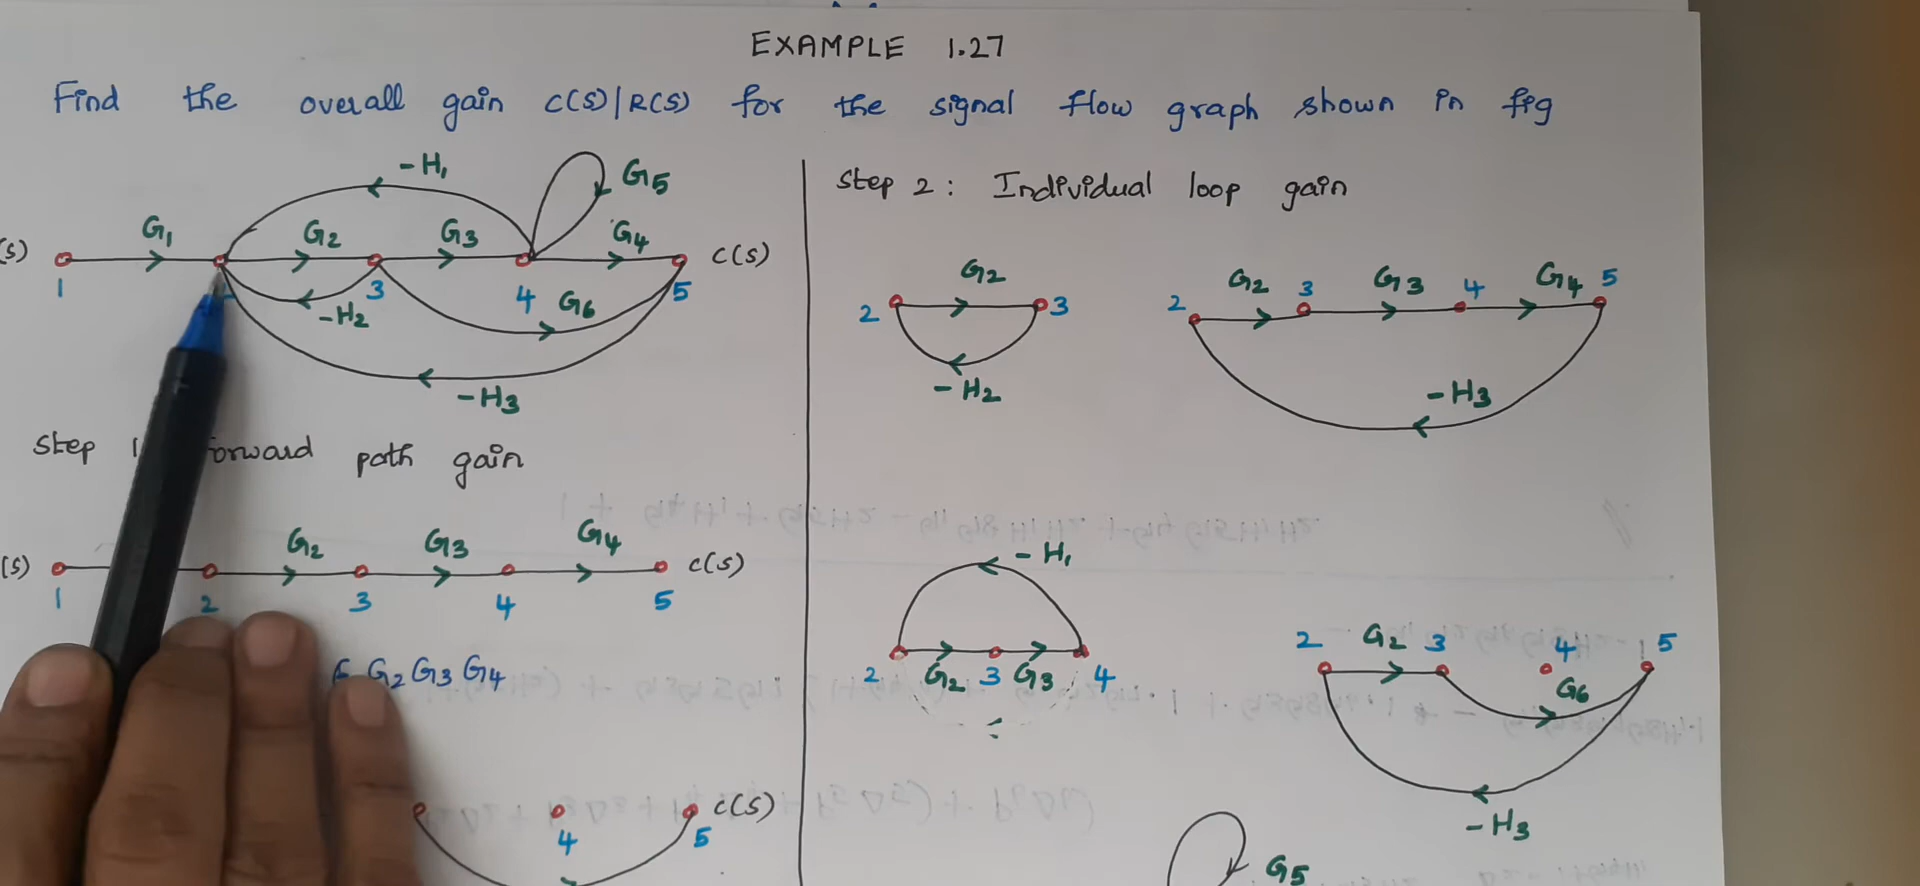 EXAMPLE 1.27
Find the overall gain C(S)/R(S) for the signal flow graph shown in fig
-H1
G5
(S) G1 G2 G3 G4 C(S)
1 3 4 5
-H2 G6
-H3
Step 1 forward path gain
G2 G3 G4
(S) C(S)
1 2 3 4 5
G2 G3 G4
C(S)
4 5
Step 2 : Individual loop gain
G2
2 3
-H2
G2 G3 G4
2 3 4 5
-H3
-H1
2 G2 3 G3 4
2 G2 3 4 5
G6
-H3
G5